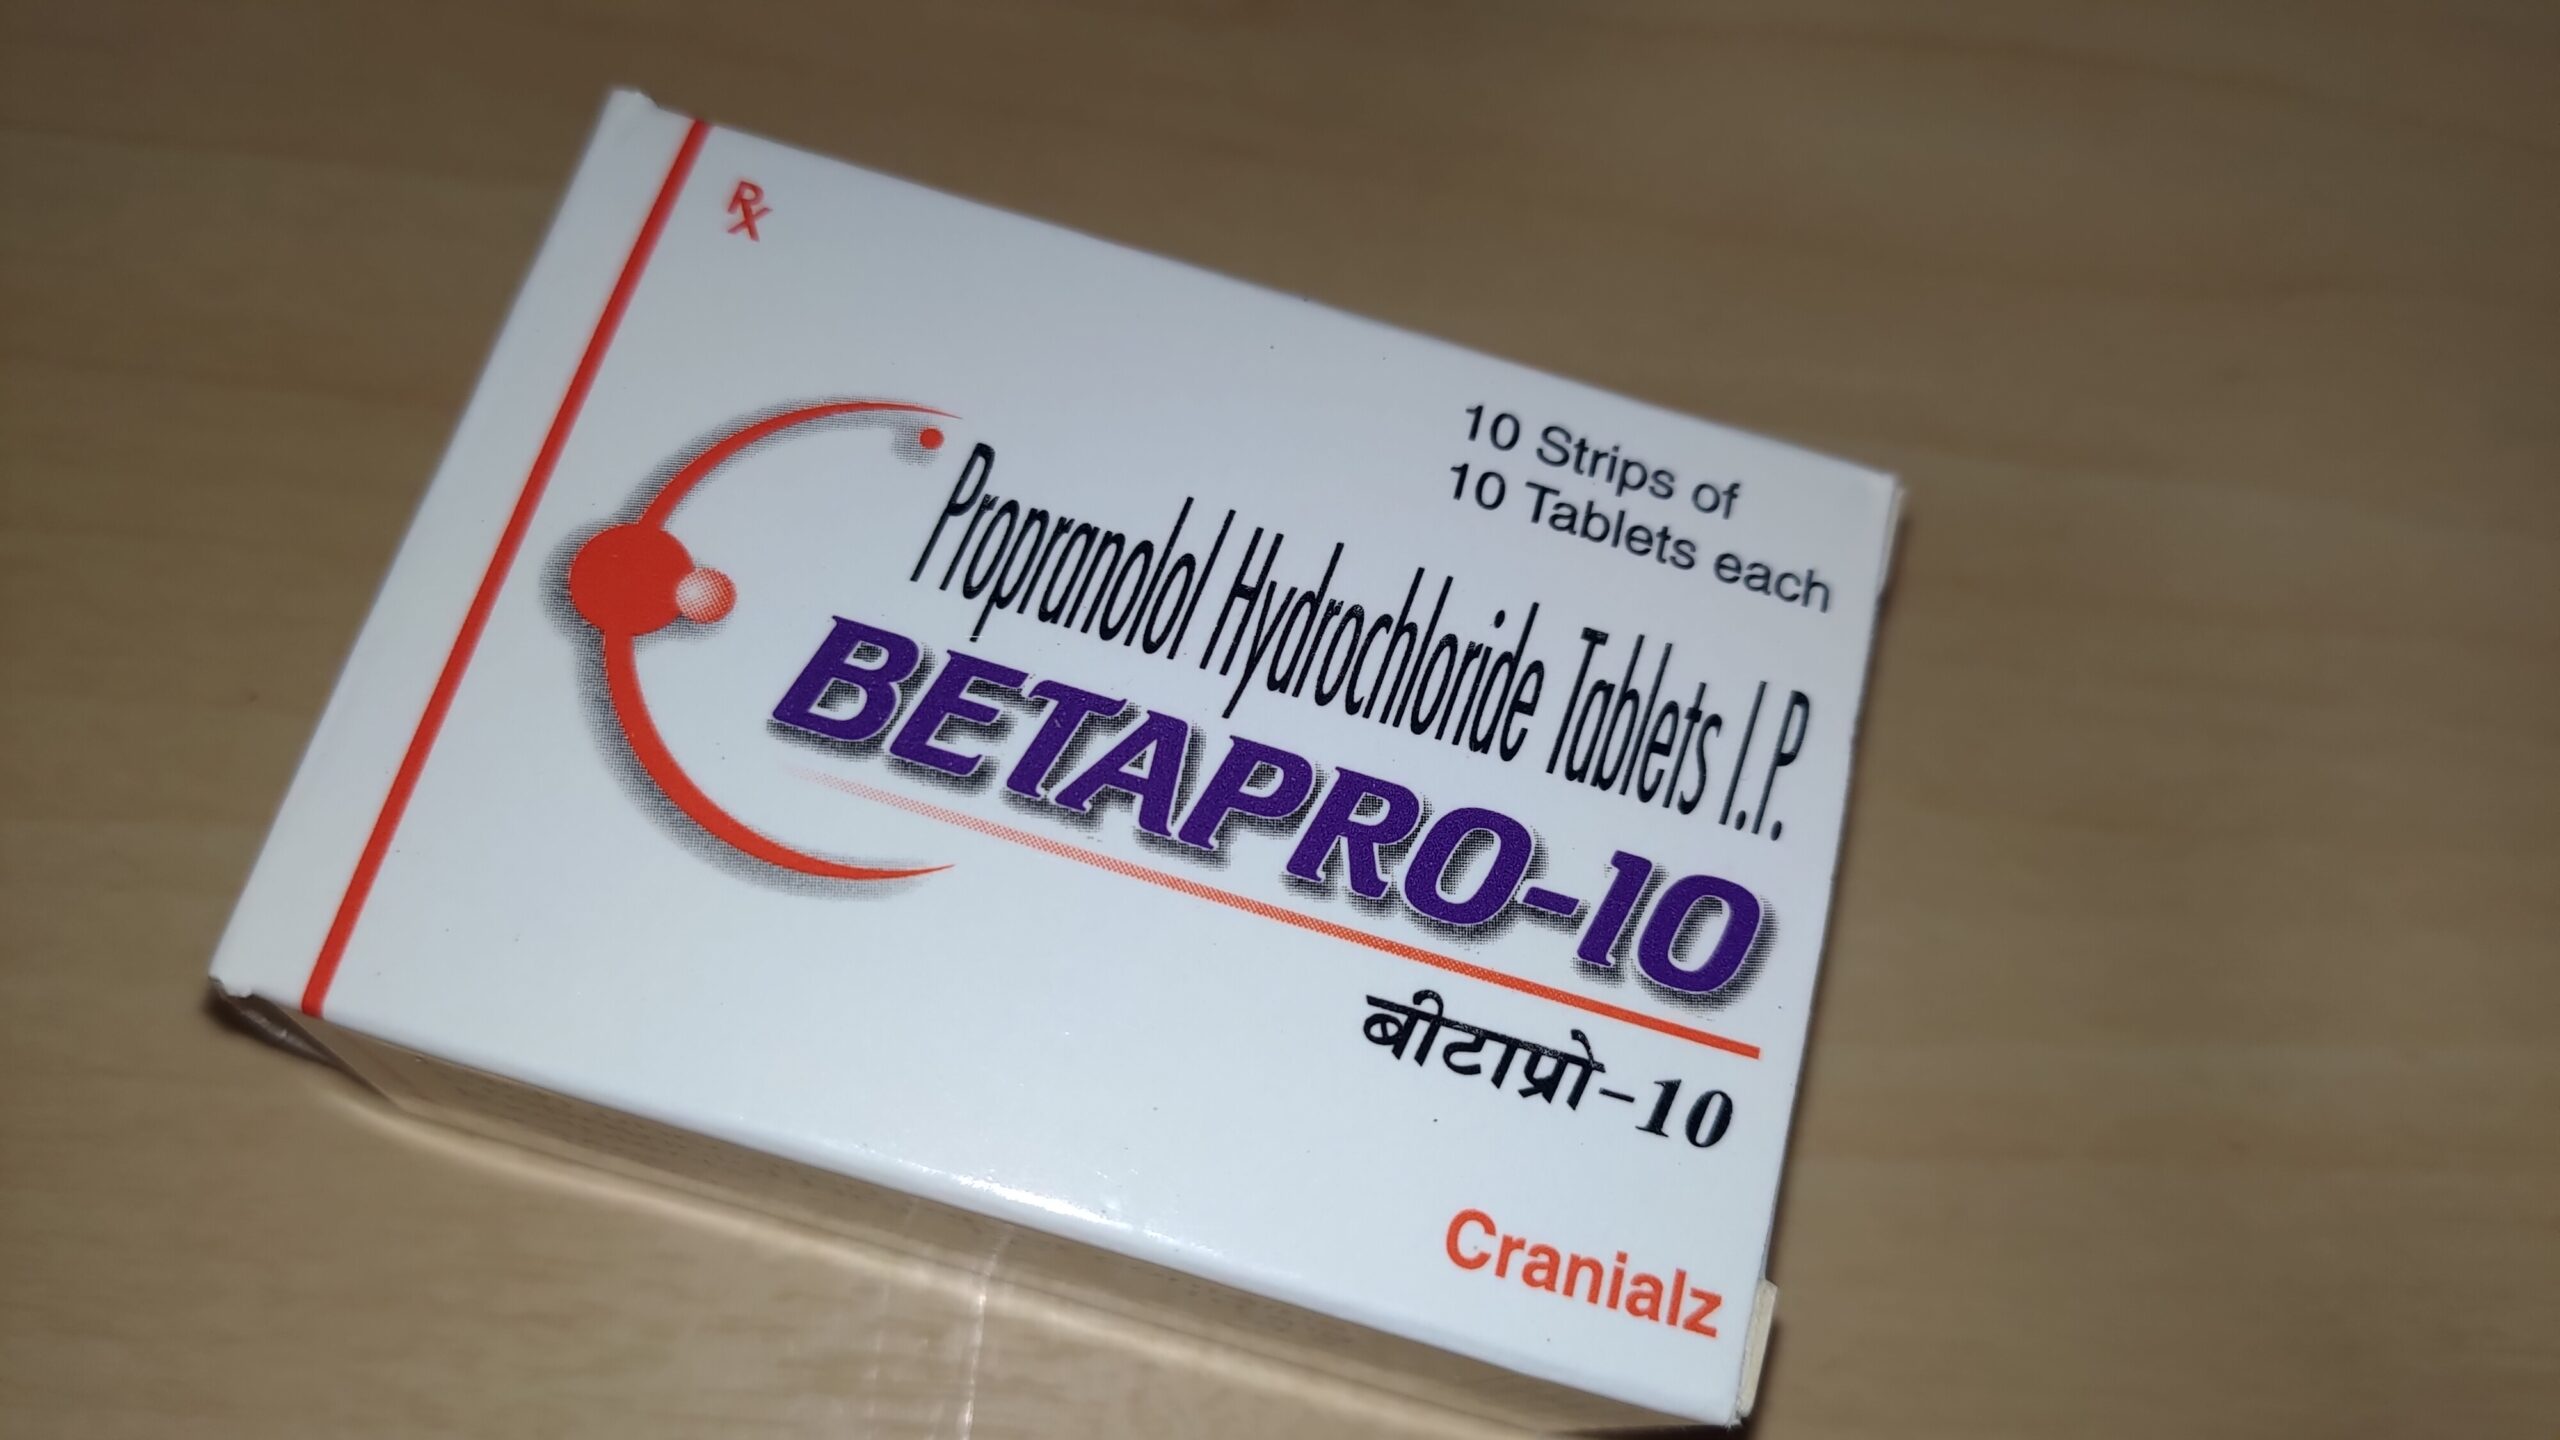 Rx
10 Strips of
10 Tablets each
Propranolol Hydrochloride Tablets I.P.
BETAPRO-10
बीटाप्रो-10
Cranialz